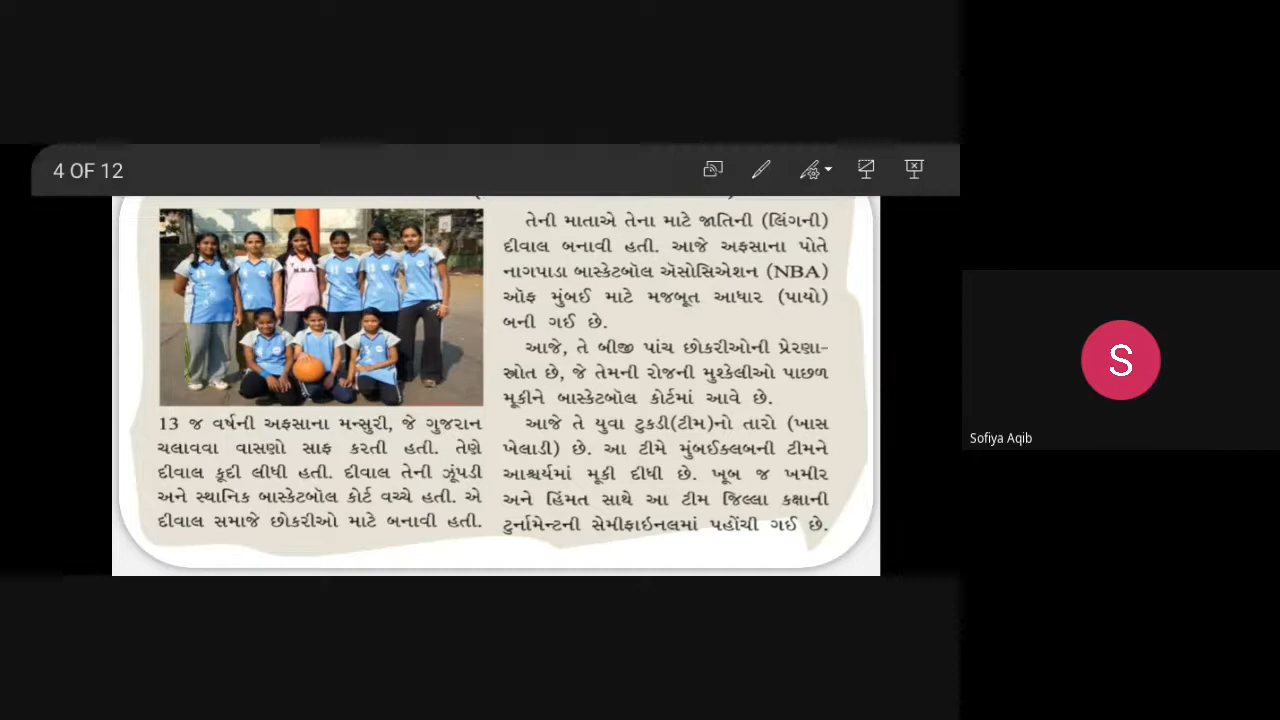 4 OF 12
13 જ વર્ષની અફસાના મન્સુરી, જે ગુજરાન
ચલાવવા વાસણો સાફ કરતી હતી. તેણે
દીવાલ કૂદી લીધી હતી. દીવાલ તેની ઝૂંપડી
અને સ્થાનિક બાસ્કેટબૉલ કોર્ટ વચ્ચે હતી. એ
દીવાલ સમાજે છોકરીઓ માટે બનાવી હતી.
તેની માતાએ તેના માટે જાતિની (લિંગની)
દીવાલ બનાવી હતી. આજે અફસાના પોતે
નાગપાડા બાસ્કેટબૉલ ઍસોસિએશન (NBA)
ઑફ મુંબઈ માટે મજબૂત આધાર (પાયો)
બની ગઈ છે.
આજે, તે બીજી પાંચ છોકરીઓની પ્રેરણા-
સ્ત્રોત છે, જે તેમની રોજની મુશ્કેલીઓ પાછળ
મૂકીને બાસ્કેટબૉલ કોર્ટમાં આવે છે.
આજે તે યુવા ટુકડી(ટીમ)નો તારો (ખાસ
ખેલાડી) છે. આ ટીમે મુંબઈક્લબની ટીમને
આશ્ચર્યમાં મૂકી દીધી છે. ખૂબ જ ખમીર
અને હિંમત સાથે આ ટીમ જિલ્લા કક્ષાની
ટુર્નામેન્ટની સેમીફાઇનલમાં પહોંચી ગઈ છે.
N.B.A.
S
Sofiya Aqib